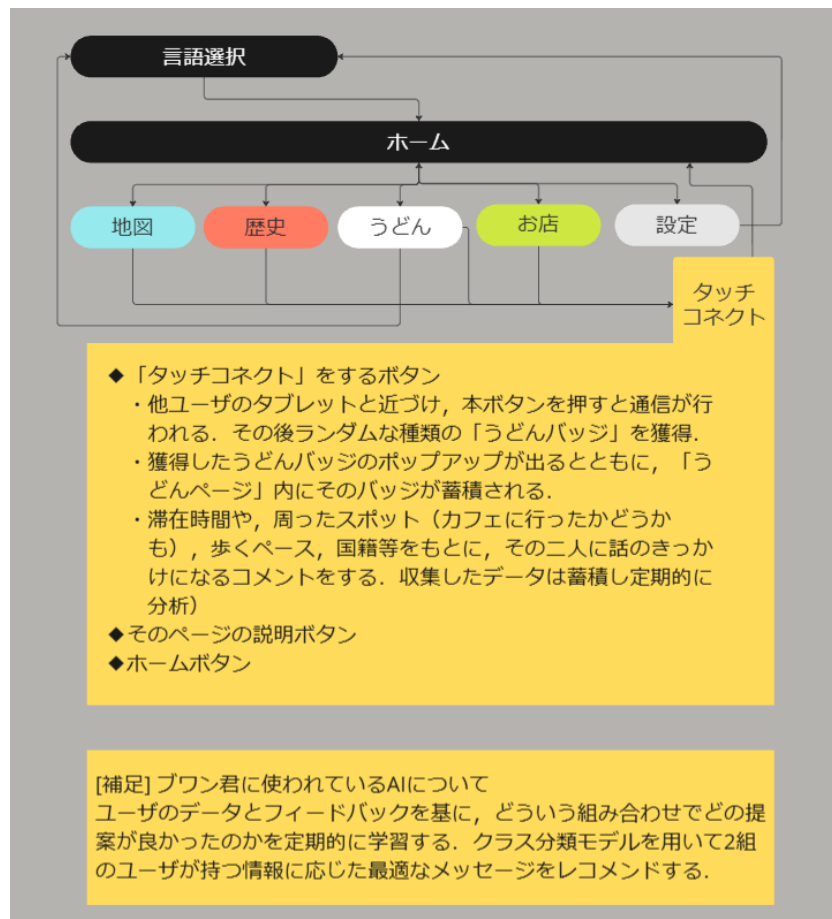 言語選択
ホーム
地図
歴史
うどん
お店
設定
タッチ
コネクト
◆「タッチコネクト」をするボタン
・他ユーザのタブレットと近づけ，本ボタンを押すと通信が行
われる．その後ランダムな種類の「うどんバッジ」を獲得．
・獲得したうどんバッジのポップアップが出るとともに，「う
どんページ」内にそのバッジが蓄積される．
・滞在時間や，周ったスポット（カフェに行ったかどうか
も），歩くペース，国籍等をもとに，その二人に話のきっか
けになるコメントをする．収集したデータは蓄積し定期的に
分析）
◆そのページの説明ボタン
◆ホームボタン
[補足] ブワン君に使われているAIについて
ユーザのデータとフィードバックを基に，どういう組み合わせでどの提
案が良かったのかを定期的に学習する．クラス分類モデルを用いて2組
のユーザが持つ情報に応じた最適なメッセージをレコメンドする．